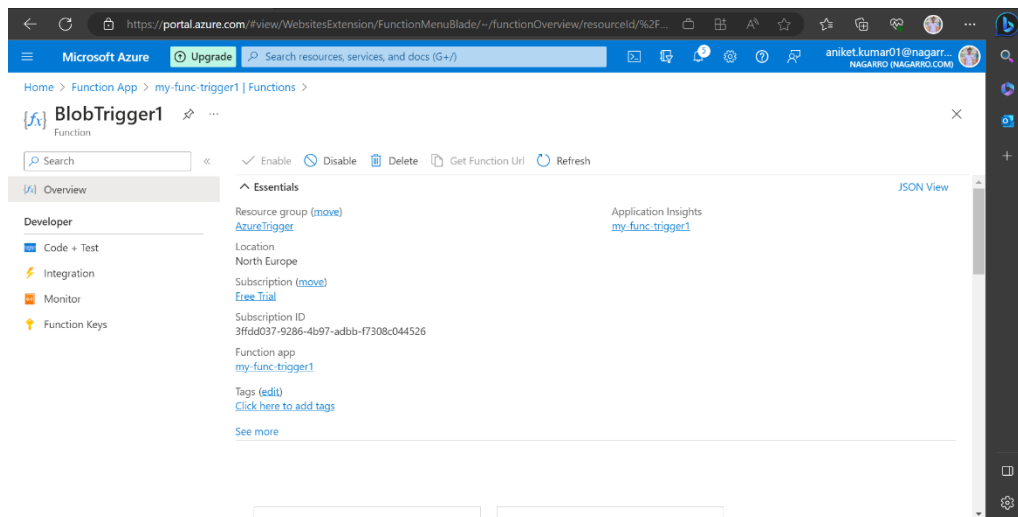 https://portal.azure.com/#view/WebsitesExtension/FunctionMenuBlade/~/functionOverview/resourceId/%2F...
Microsoft Azure
Upgrade
Search resources, services, and docs (G+/)
5
aniket.kumar01@nagarr...
NAGARRO (NAGARRO.COM)
Home > Function App > my-func-trigger1 | Functions >
{fx} BlobTrigger1 ...
Function
Search
Enable Disable Delete Get Function Url Refresh
Overview
Essentials
JSON View
Developer
Code + Test
Integration
Monitor
Function Keys
Resource group (move)
AzureTrigger
Location
North Europe
Subscription (move)
Free Trial
Subscription ID
3ffdd037-9286-4b97-adbb-f7308c044526
Function app
my-func-trigger1
Tags (edit)
Click here to add tags
See more
Application Insights
my-func-trigger1